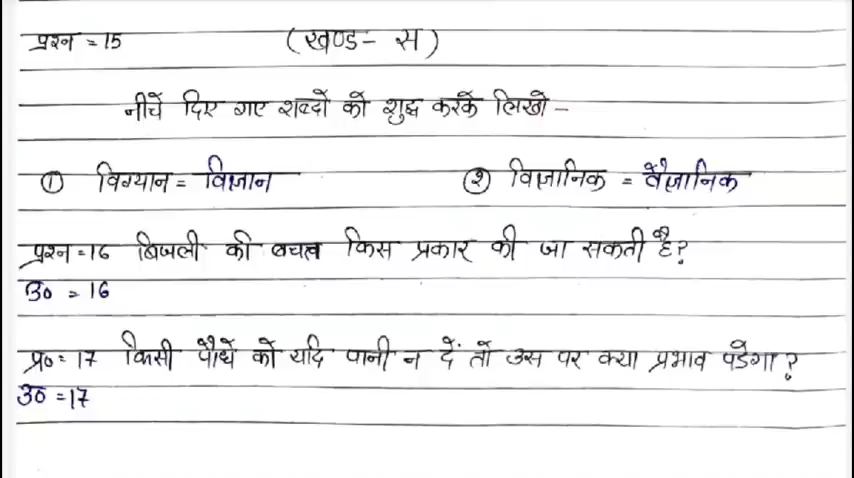 प्रश्न = 15 (खण्ड - स)
नीचें दिए गए शब्दों को शुद्ध करके लिखो -
① विग्यान = विज्ञान ② विज्ञानिक = वैज्ञानिक
प्रश्न = 16 बिजली की बचत किस प्रकार की जा सकती है?
उ० = 16
प्र० = 17 किसी पौधें को यदि पानी न दें तो उस पर क्या प्रभाव पडेगा?
उ० = 17